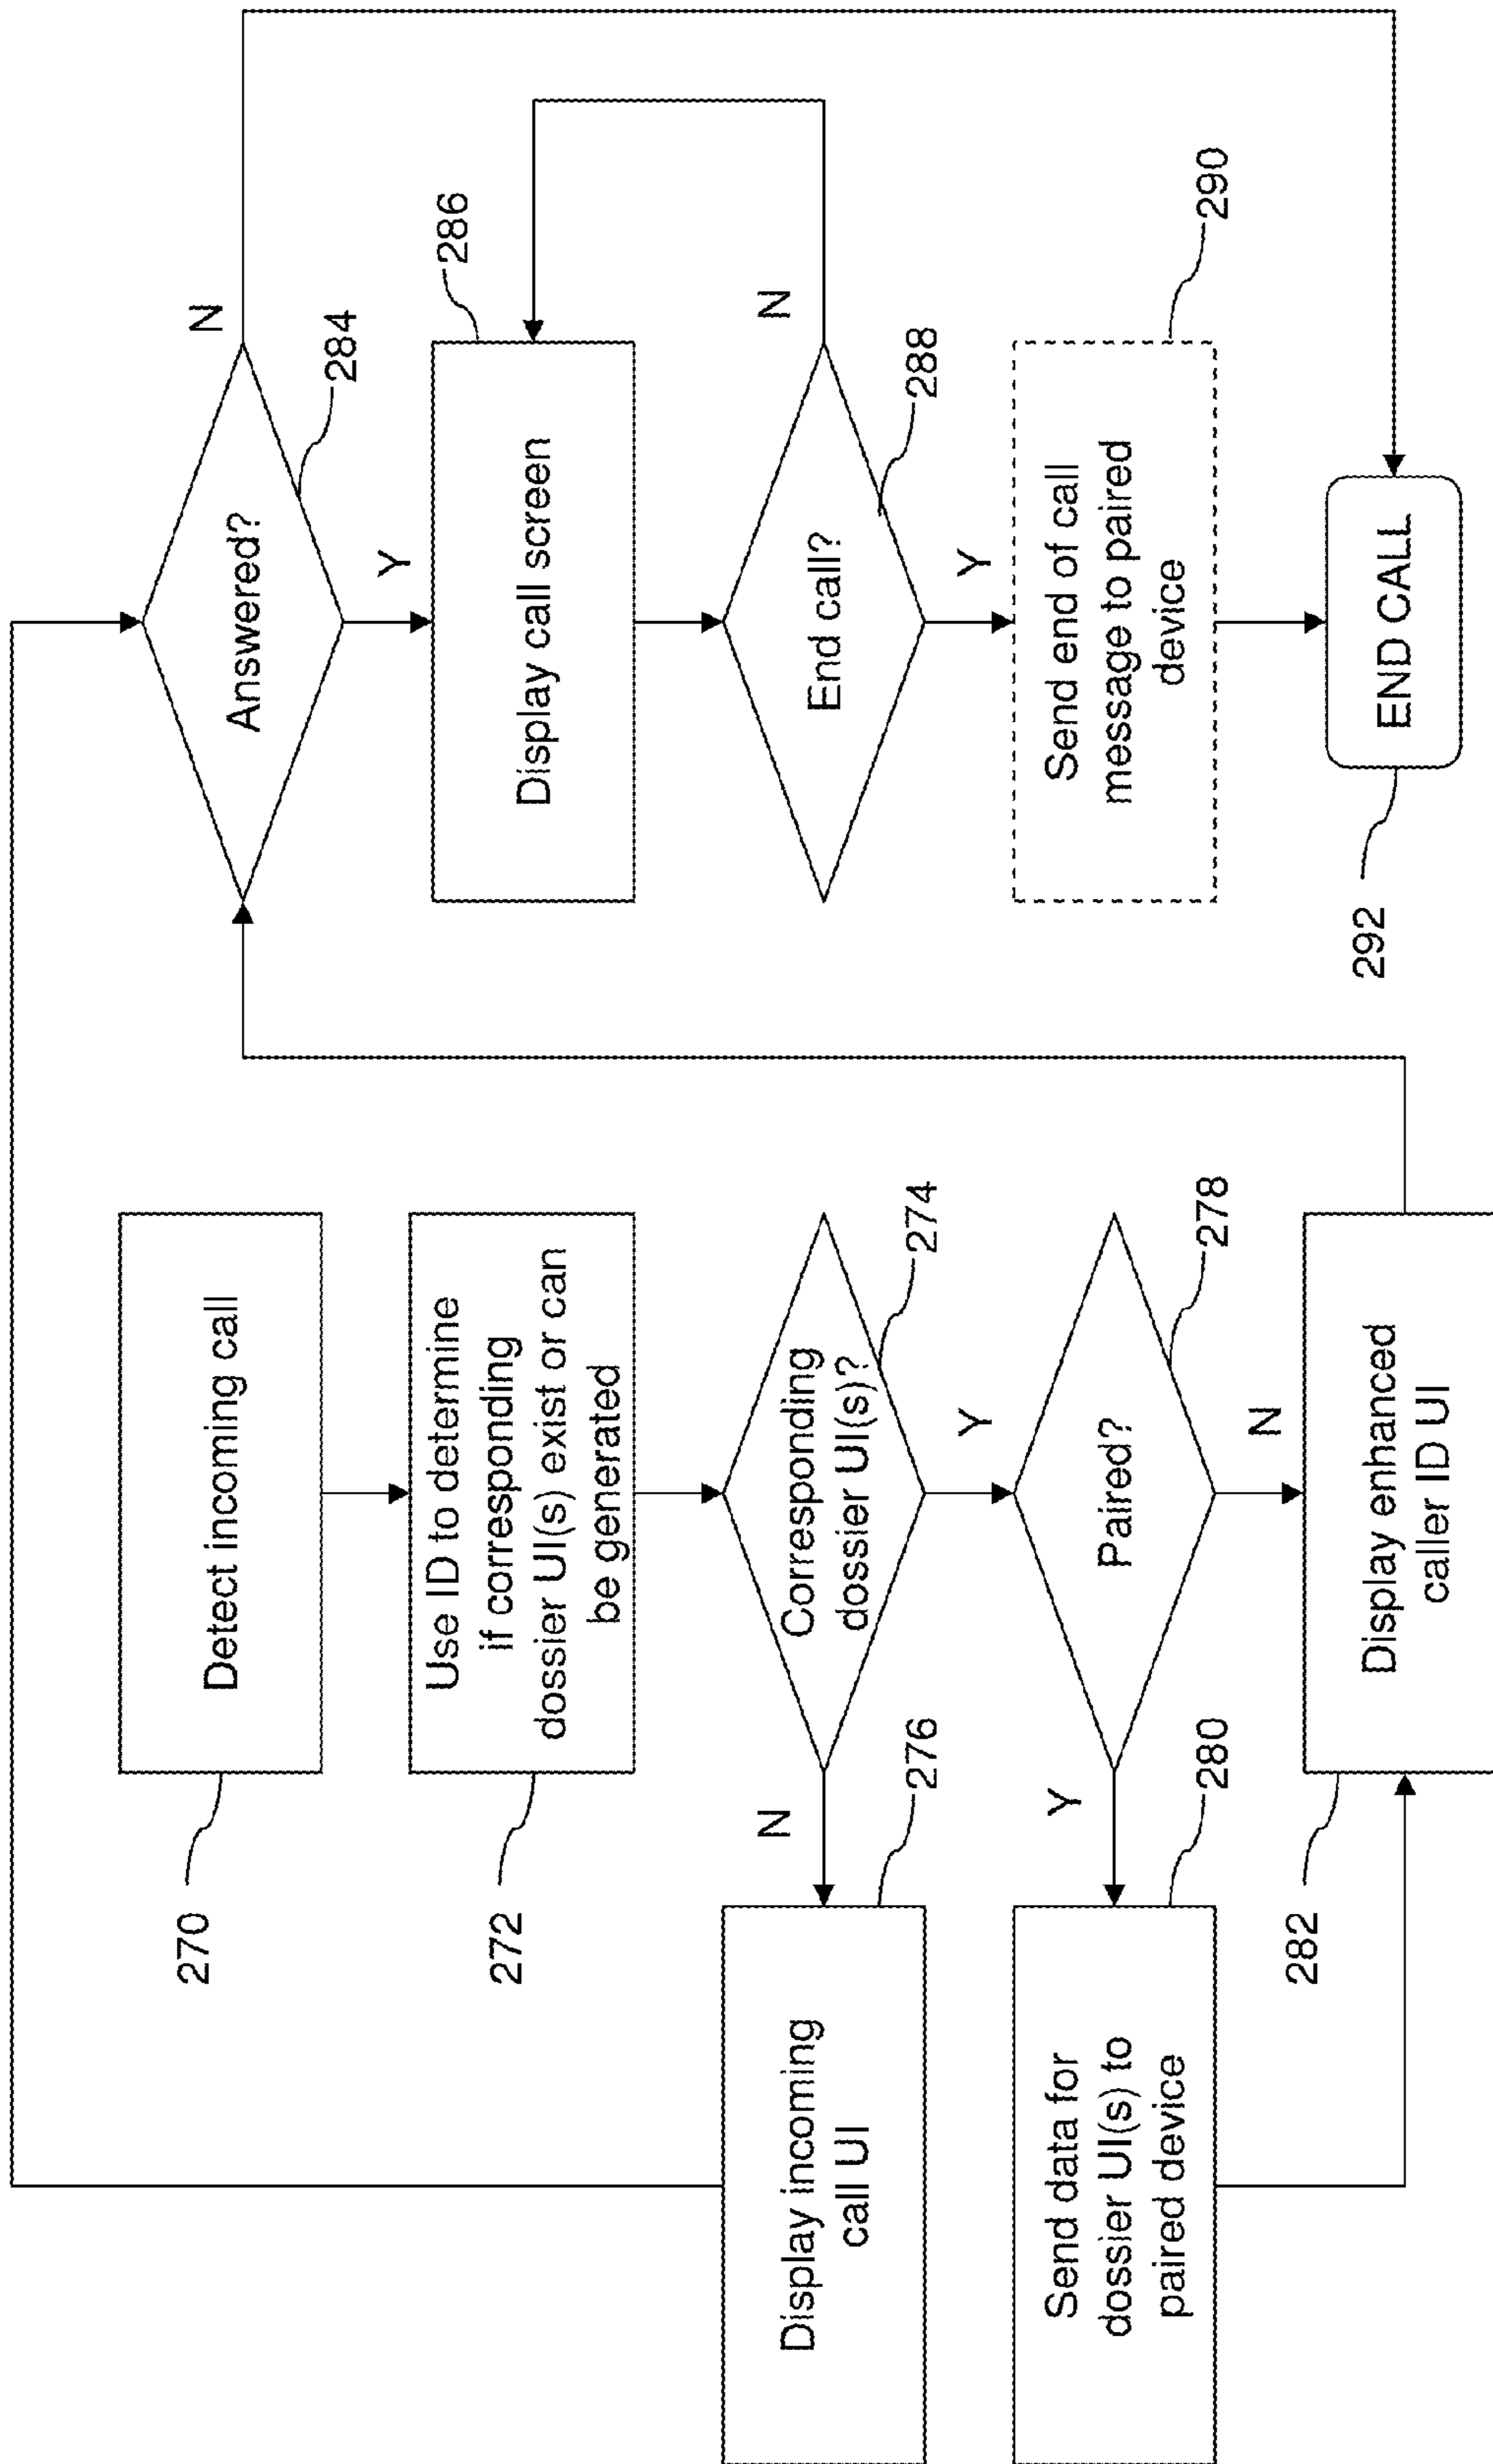 Detect incoming call
270
Use ID to determine
if corresponding
dossier UI(s) exist or can
be generated
272
Corresponding
dossier UI(s)?
274
N
Y
Display incoming
call UI
276
Paired?
278
Y
N
Send data for
dossier UI(s) to
paired device
280
Display enhanced
caller ID UI
282
Answered?
284
N
Y
Display call screen
286
End call?
288
N
Y
Send end of call
message to paired
device
290
END CALL
292